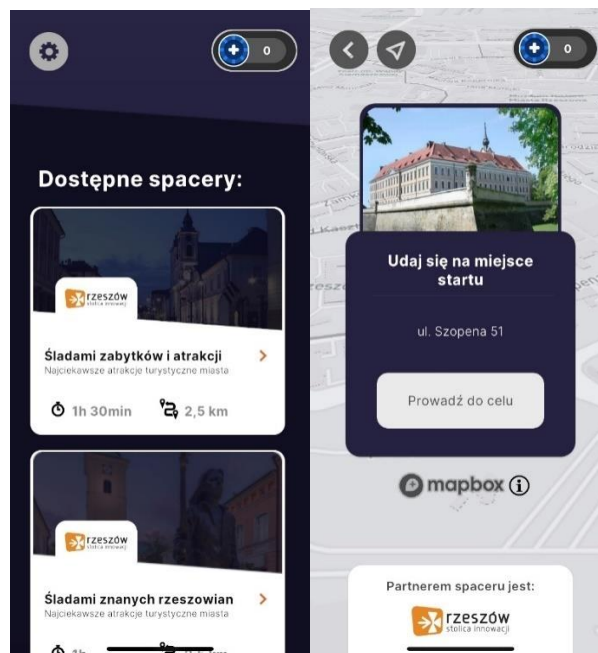 0
Dostępne spacery:
rzeszów
stolica innowacji
Śladami zabytków i atrakcji
Najciekawsze atrakcje turystyczne miasta
1h 30min
2,5 km
rzeszów
stolica innowacji
Śladami znanych rzeszowian
Najciekawsze atrakcje turystyczne miasta
1h
0
Udaj się na miejsce
startu
ul. Szopena 51
Prowadź do celu
mapbox
Partnerem spaceru jest:
rzeszów
stolica innowacji